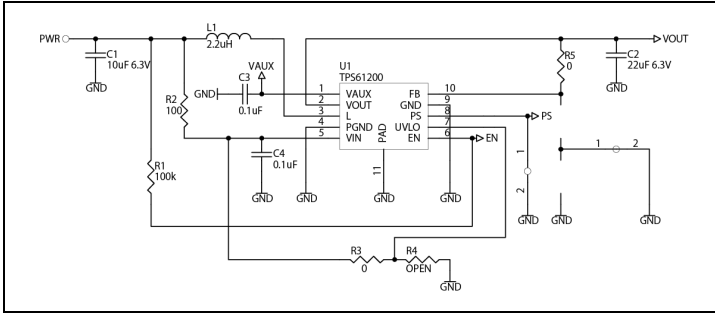 PWR
C1
10uF 6.3V
GND
L1
2.2uH
VAUX
C3
GND
0.1uF
R2
100
U1
TPS61200
1 VAUX FB 10
2 VOUT GND 9
3 L PS 8
4 PGND UVLO 7
5 VIN EN 6
PAD
11
C4
0.1uF
R1
100k
R5
0
C2
22uF 6.3V
VOUT
GND
PS
EN
1
2
1 2
GND
GND
GND
GND
GND
GND
GND
R3
0
R4
OPEN
GND